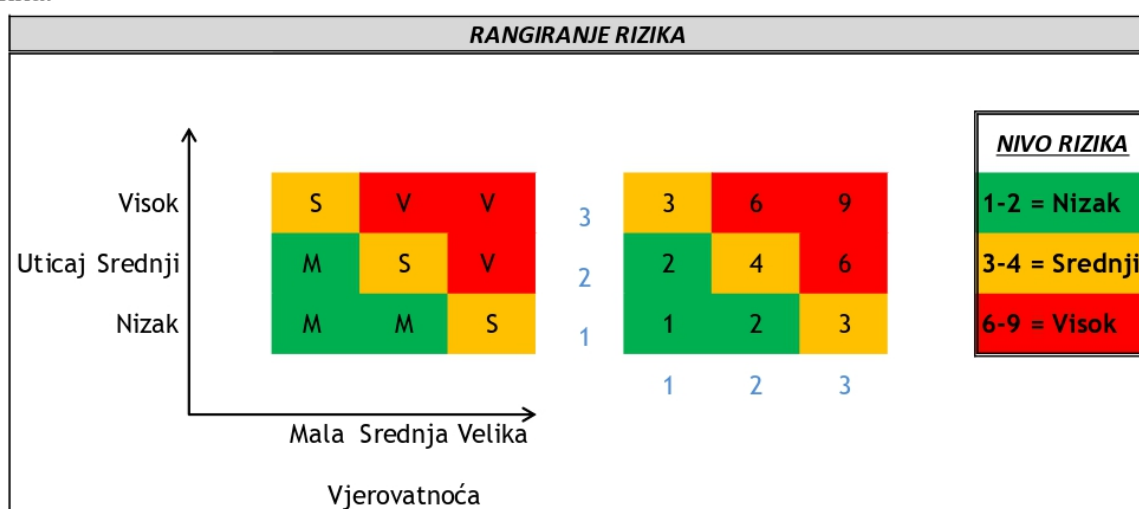 RANGIRANJE RIZIKA
NIVO RIZIKA
Visok S V V 3 3 6 9 1-2 = Nizak
Uticaj Srednji M S V 2 2 4 6 3-4 = Srednji
Nizak M M S 1 1 2 3 6-9 = Visok
1 2 3
Mala Srednja Velika
Vjerovatnoća